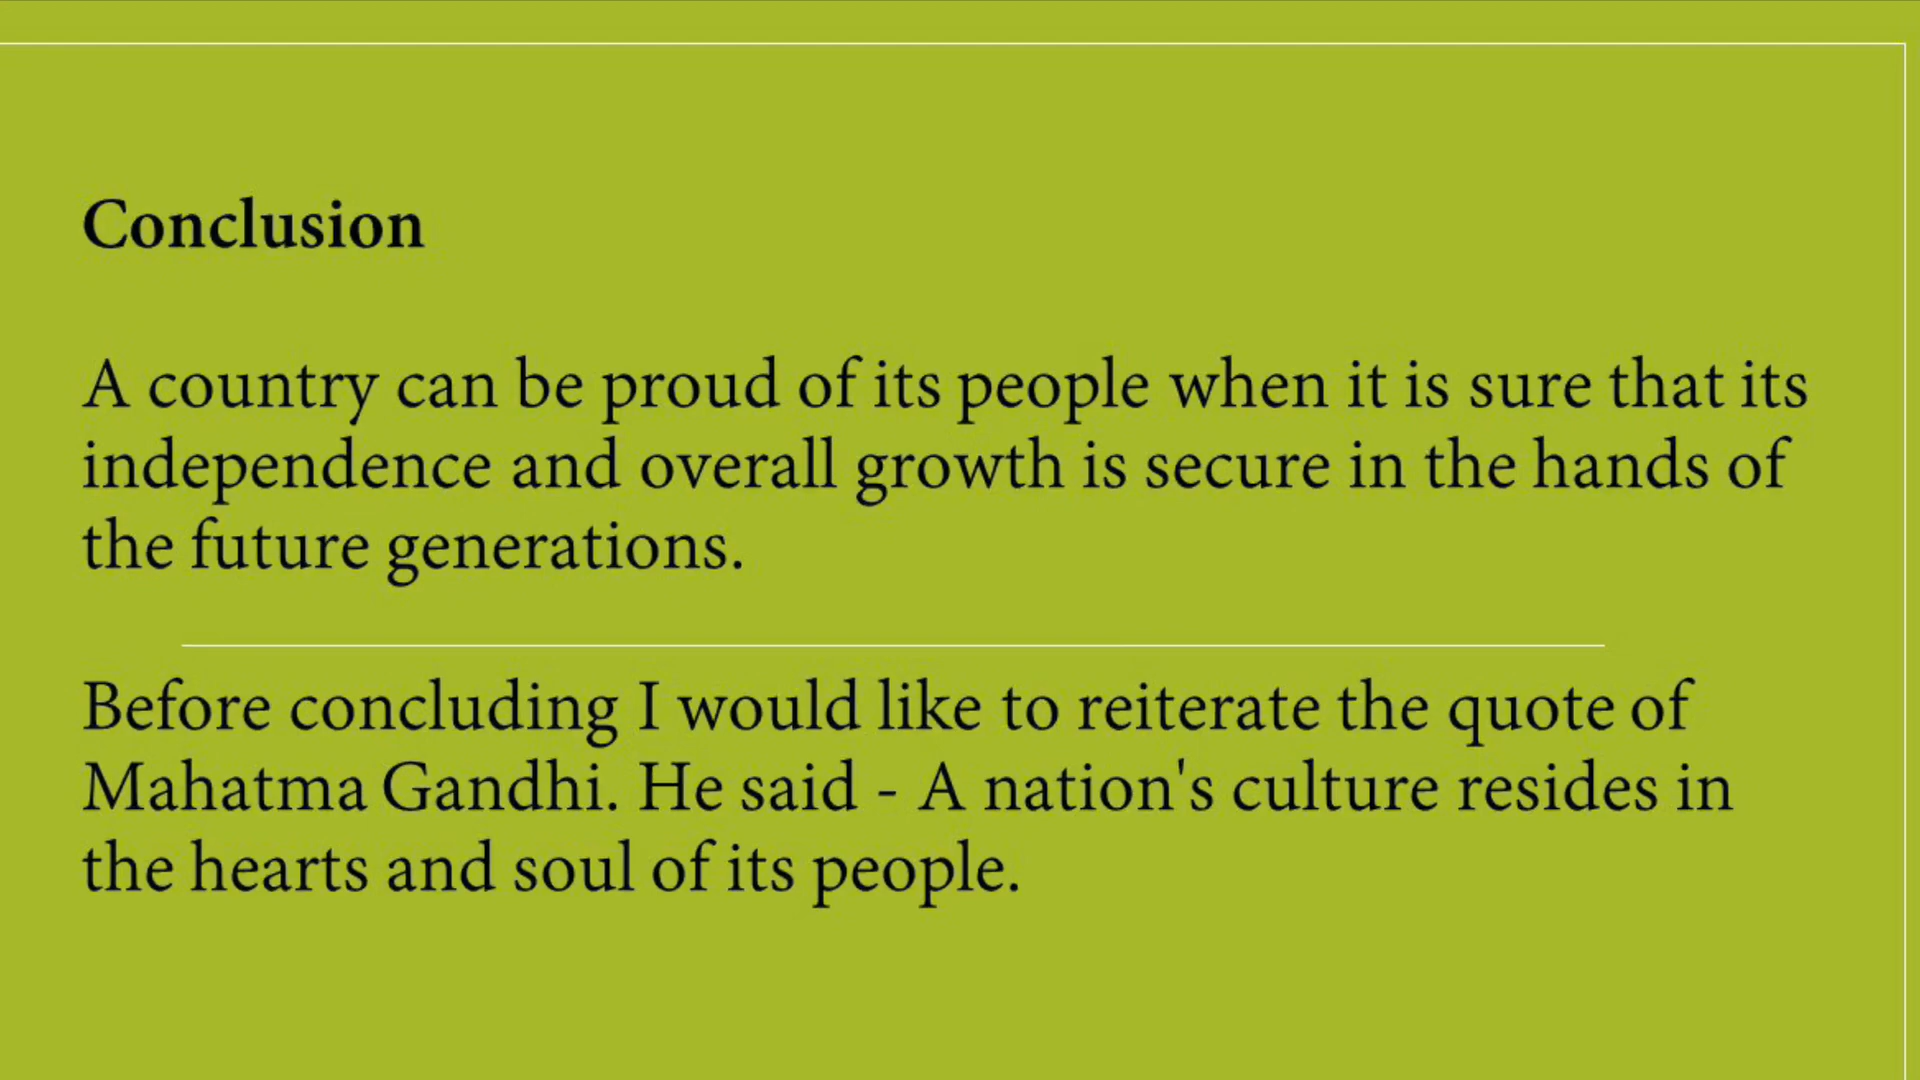 Conclusion
A country can be proud of its people when it is sure that its
independence and overall growth is secure in the hands of
the future generations.
Before concluding I would like to reiterate the quote of
Mahatma Gandhi. He said - A nation's culture resides in
the hearts and soul of its people.